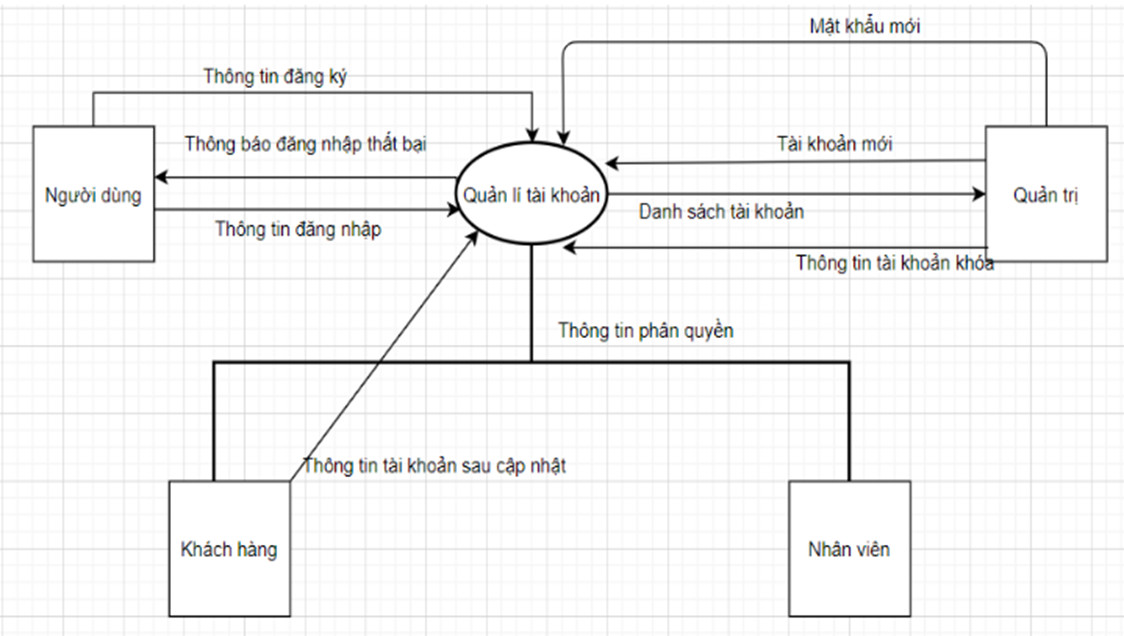 Mật khẩu mới
Thông tin đăng ký
Thông báo đăng nhập thất bại
Tài khoản mới
Người dùng
Quản lí tài khoản
Quản trị
Danh sách tài khoản
Thông tin đăng nhập
Thông tin tài khoản khóa
Thông tin phân quyền
Thông tin tài khoản sau cập nhật
Khách hàng
Nhân viên